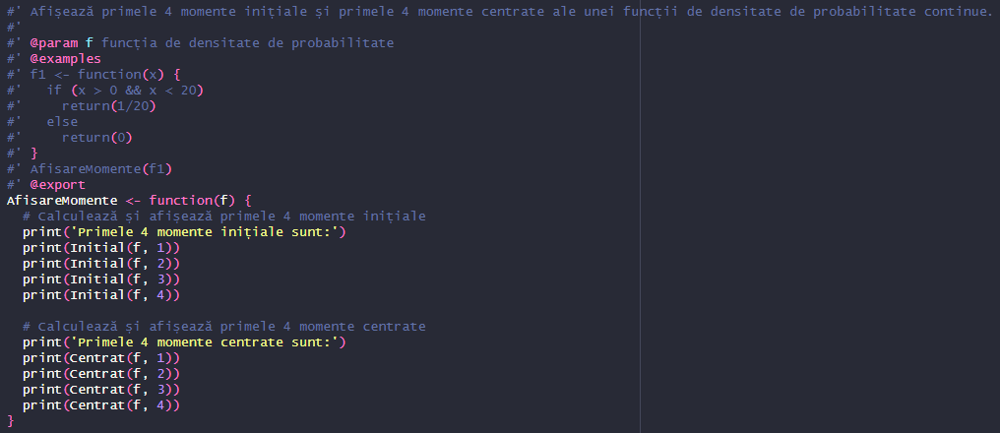 #' Afișează primele 4 momente inițiale și primele 4 momente centrate ale unei funcții de densitate de probabilitate continue.
#'
#' @param f funcția de densitate de probabilitate
#' @examples
#' f1 <- function(x) {
#'   if (x > 0 && x < 20)
#'     return(1/20)
#'   else
#'     return(0)
#' }
#' AfisareMomente(f1)
#' @export
AfisareMomente <- function(f) {
  # Calculează și afișează primele 4 momente inițiale
  print('Primele 4 momente inițiale sunt:')
  print(Initial(f, 1))
  print(Initial(f, 2))
  print(Initial(f, 3))
  print(Initial(f, 4))

  # Calculează și afișează primele 4 momente centrate
  print('Primele 4 momente centrate sunt:')
  print(Centrat(f, 1))
  print(Centrat(f, 2))
  print(Centrat(f, 3))
  print(Centrat(f, 4))
}